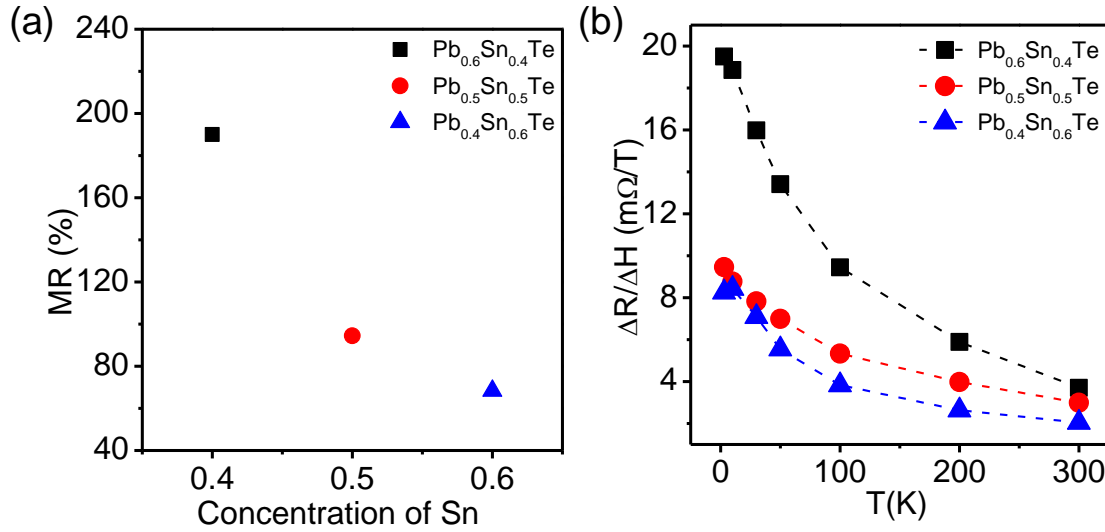 (a)
240
200
160
120
80
40
MR (%)
0.4
0.5
0.6
Concentration of Sn
Pb0.6Sn0.4Te
Pb0.5Sn0.5Te
Pb0.4Sn0.6Te
(b)
20
16
12
8
4
ΔR/ΔH (mΩ/T)
0
100
200
300
T(K)
Pb0.6Sn0.4Te
Pb0.5Sn0.5Te
Pb0.4Sn0.6Te